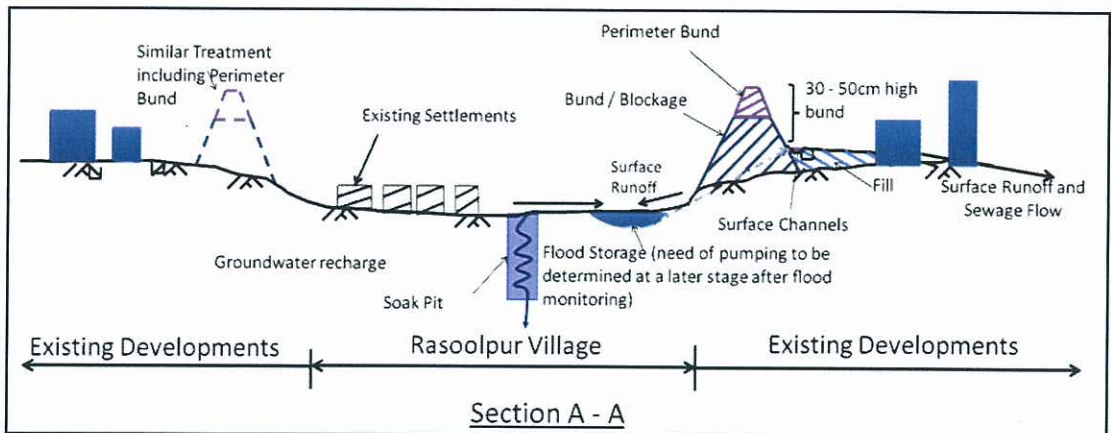 Similar Treatment
including Perimeter
Bund
Existing Settlements
Perimeter Bund
Bund / Blockage
30 - 50cm high
bund
Surface
Runoff
Fill
Surface Channels
Surface Runoff and
Sewage Flow
Groundwater recharge
Soak Pit
Flood Storage (need of pumping to be
determined at a later stage after flood
monitoring)
Existing Developments
Rasoolpur Village
Existing Developments
Section A - A